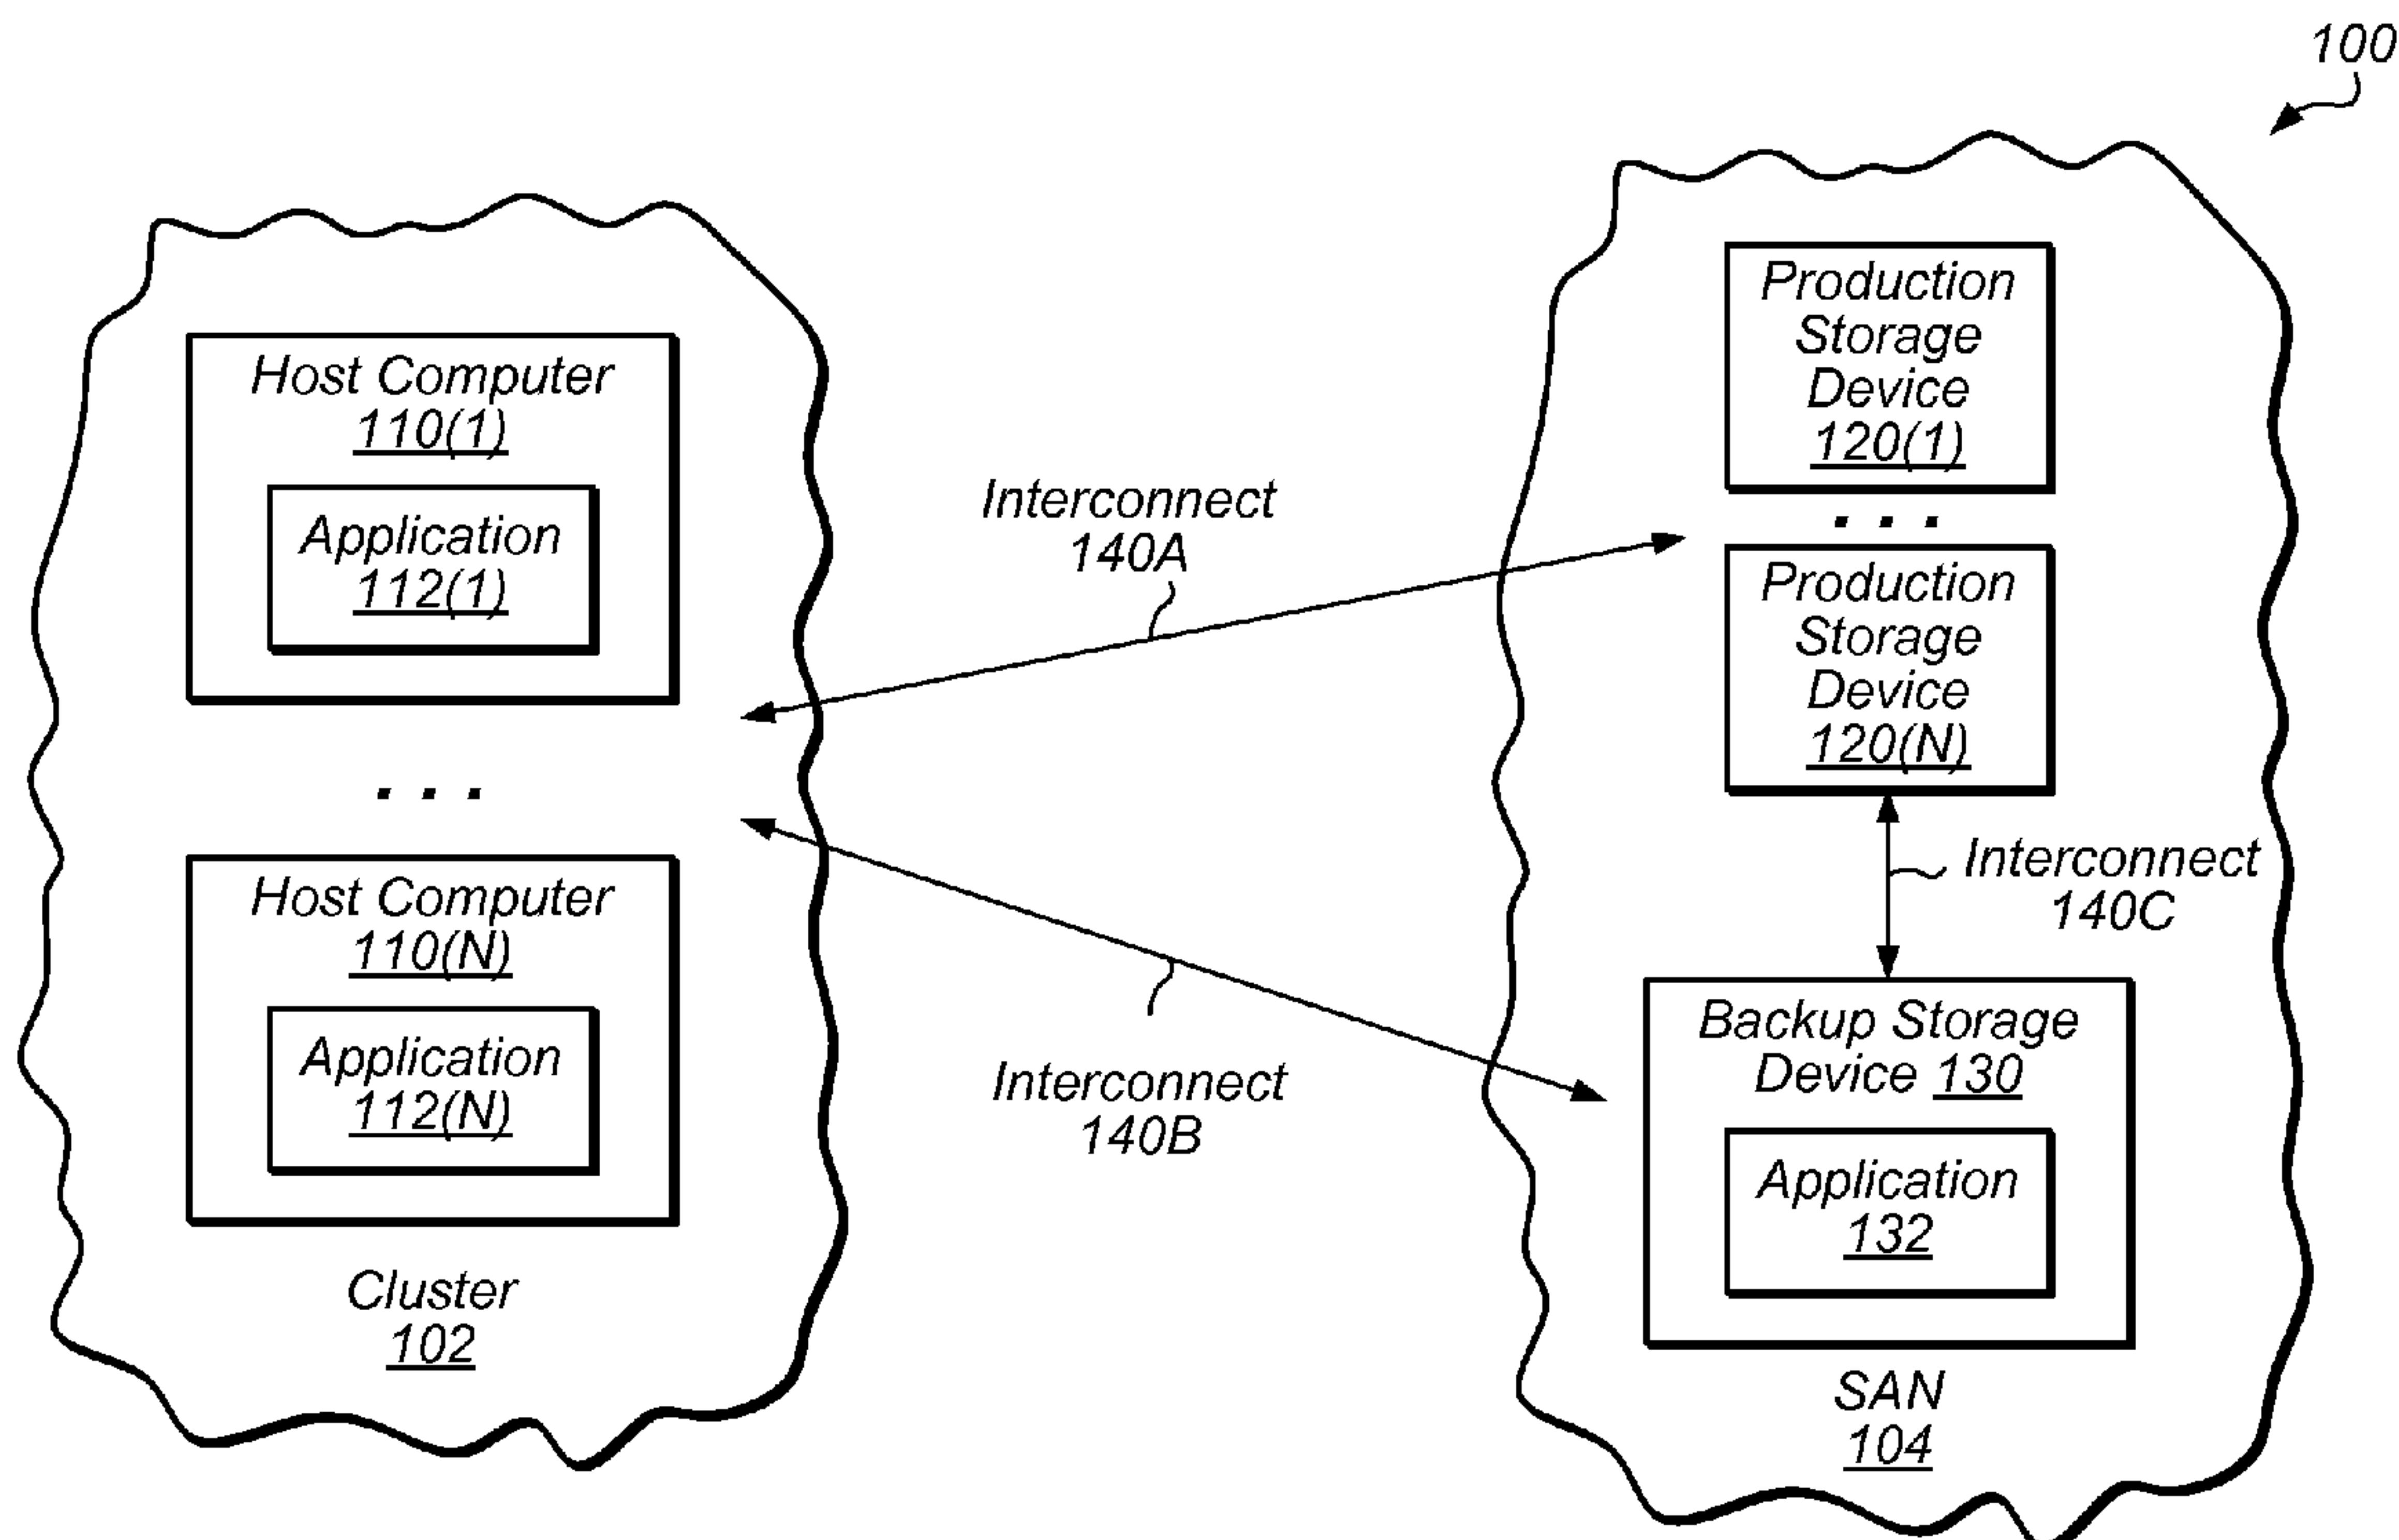 100
Host Computer
110(1)
Application
112(1)
. . .
Host Computer
110(N)
Application
112(N)
Cluster
102
Interconnect
140A
Interconnect
140B
Production
Storage
Device
120(1)
. . .
Production
Storage
Device
120(N)
Interconnect
140C
Backup Storage
Device 130
Application
132
SAN
104